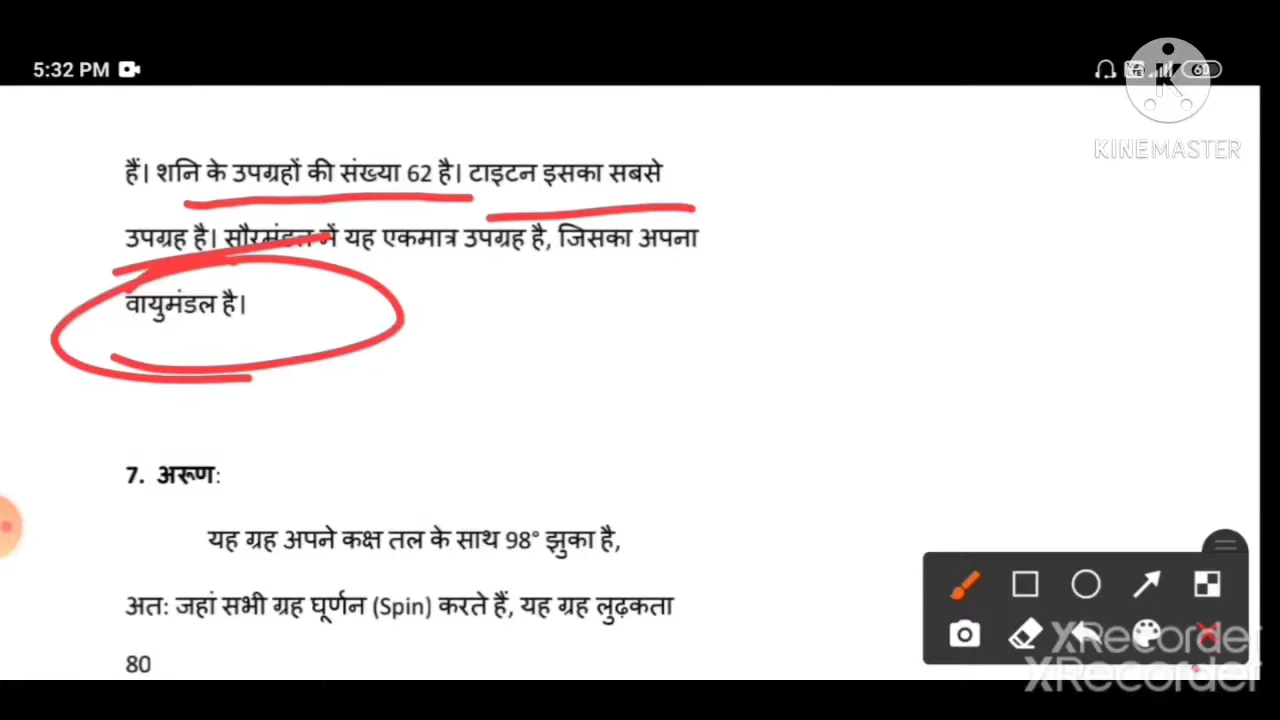 5:32 PM
KINEMASTER
हैं। शनि के उपग्रहों की संख्या 62 है। टाइटन इसका सबसे
उपग्रह है। सौरमंडल में यह एकमात्र उपग्रह है, जिसका अपना
वायुमंडल है।
7. अरूण:
यह ग्रह अपने कक्ष तल के साथ 98° झुका है,
अतः जहां सभी ग्रह घूर्णन (Spin) करते हैं, यह ग्रह लुढ़कता
80
XRecorder
XRecorder